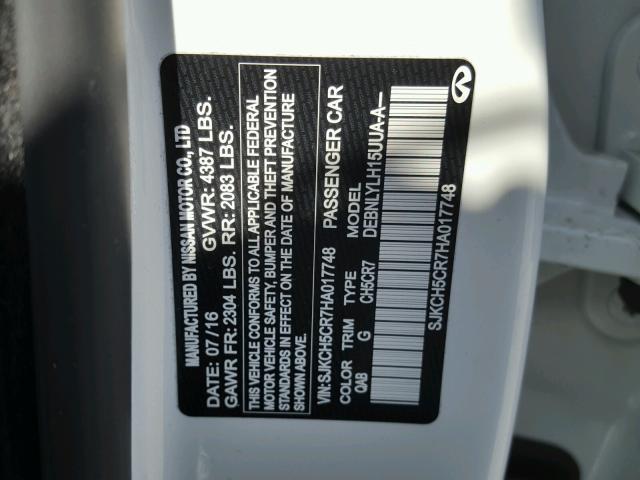 MANUFACTURED BY NISSAN MOTOR CO., LTD
DATE: 07/16 GVWR: 4387 LBS.
GAWR FR: 2304 LBS. RR: 2083 LBS.
THIS VEHICLE CONFORMS TO ALL APPLICABLE FEDERAL
MOTOR VEHICLE SAFETY, BUMPER AND THEFT PREVENTION
STANDARDS IN EFFECT ON THE DATE OF MANUFACTURE
SHOWN ABOVE.
VIN:SJKCH5CR7HA017748 PASSENGER CAR
COLOR TRIM TYPE MODEL
QAB G CH5CR7 DEBNLYLH15UUA-A—
SJKCH5CR7HA017748